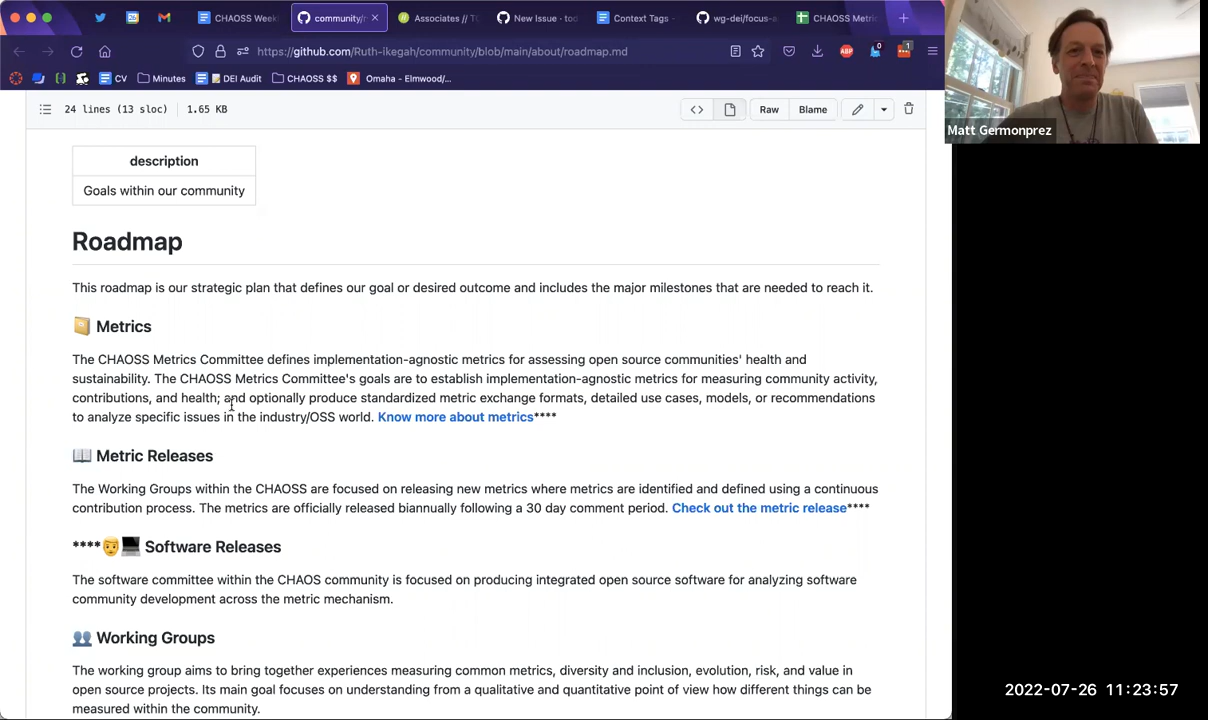 CHAOSS Week
community/r
Associates // TO
New Issue · too
Context Tags -
wg-dei/focus-a
CHAOSS Metri
https://github.com/Ruth-ikegah/community/blob/main/about/roadmap.md
CV
Minutes
DEI Audit
CHAOSS $$
Omaha - Elmwood/...
24 lines (13 sloc)
1.65 KB
Raw
Blame
Matt Germonprez
description
Goals within our community
Roadmap
This roadmap is our strategic plan that defines our goal or desired outcome and includes the major milestones that are needed to reach it.
Metrics
The CHAOSS Metrics Committee defines implementation-agnostic metrics for assessing open source communities' health and
sustainability. The CHAOSS Metrics Committee's goals are to establish implementation-agnostic metrics for measuring community activity,
contributions, and health; and optionally produce standardized metric exchange formats, detailed use cases, models, or recommendations
to analyze specific issues in the industry/OSS world. Know more about metrics****
Metric Releases
The Working Groups within the CHAOSS are focused on releasing new metrics where metrics are identified and defined using a continuous
contribution process. The metrics are officially released biannually following a 30 day comment period. Check out the metric release****
**** Software Releases
The software committee within the CHAOS community is focused on producing integrated open source software for analyzing software
community development across the metric mechanism.
Working Groups
The working group aims to bring together experiences measuring common metrics, diversity and inclusion, evolution, risk, and value in
open source projects. Its main goal focuses on understanding from a qualitative and quantitative point of view how different things can be
measured within the community.
2022-07-26 11:23:57